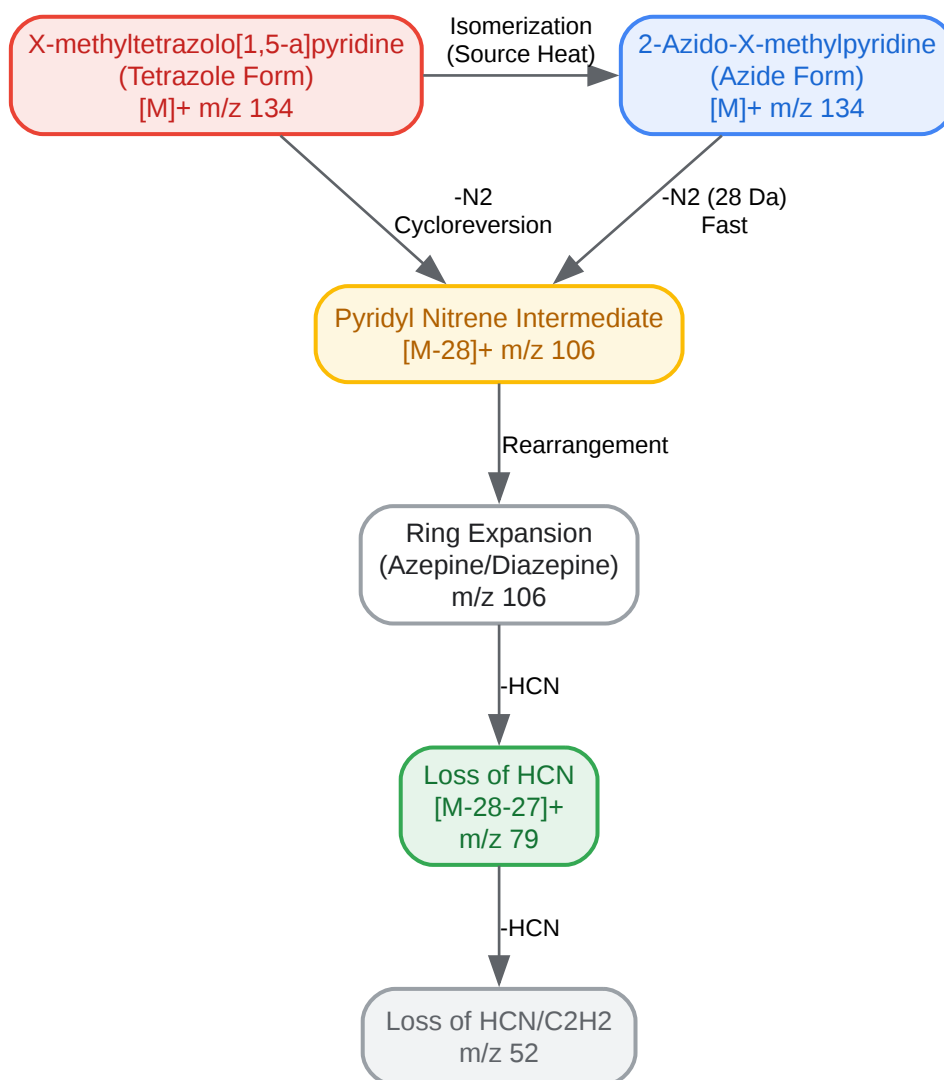 X-methyltetrazolo[1,5-a]pyridine
(Tetrazole Form)
[M]+ m/z 134
Isomerization
(Source Heat)
2-Azido-X-methylpyridine
(Azide Form)
[M]+ m/z 134
-N2
Cycloreversion
-N2 (28 Da)
Fast
Pyridyl Nitrene Intermediate
[M-28]+ m/z 106
Rearrangement
Ring Expansion
(Azepine/Diazepine)
m/z 106
-HCN
Loss of HCN
[M-28-27]+
m/z 79
-HCN
Loss of HCN/C2H2
m/z 52